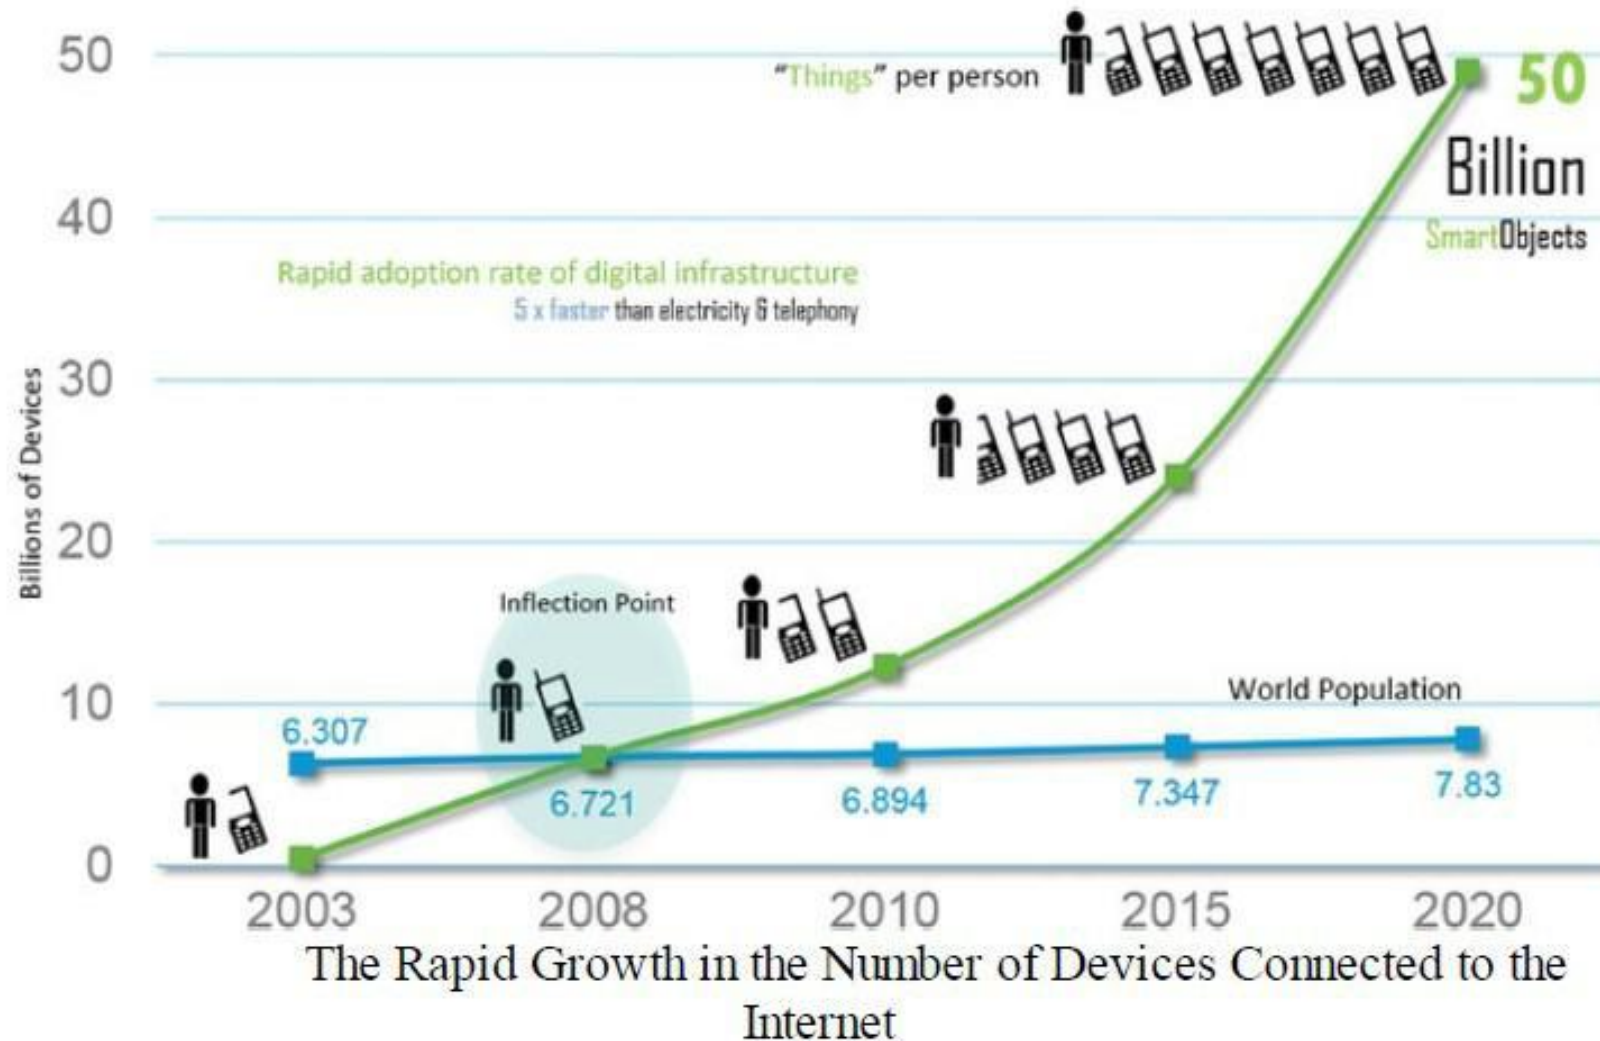 50
"Things" per person
50
Billion
SmartObjects
40
Rapid adoption rate of digital infrastructure
5 x faster than electricity & telephony
30
Billions of Devices
20
Inflection Point
10
World Population
6.307
6.721
6.894
7.347
7.83
0
2003 2008 2010 2015 2020
The Rapid Growth in the Number of Devices Connected to the
Internet